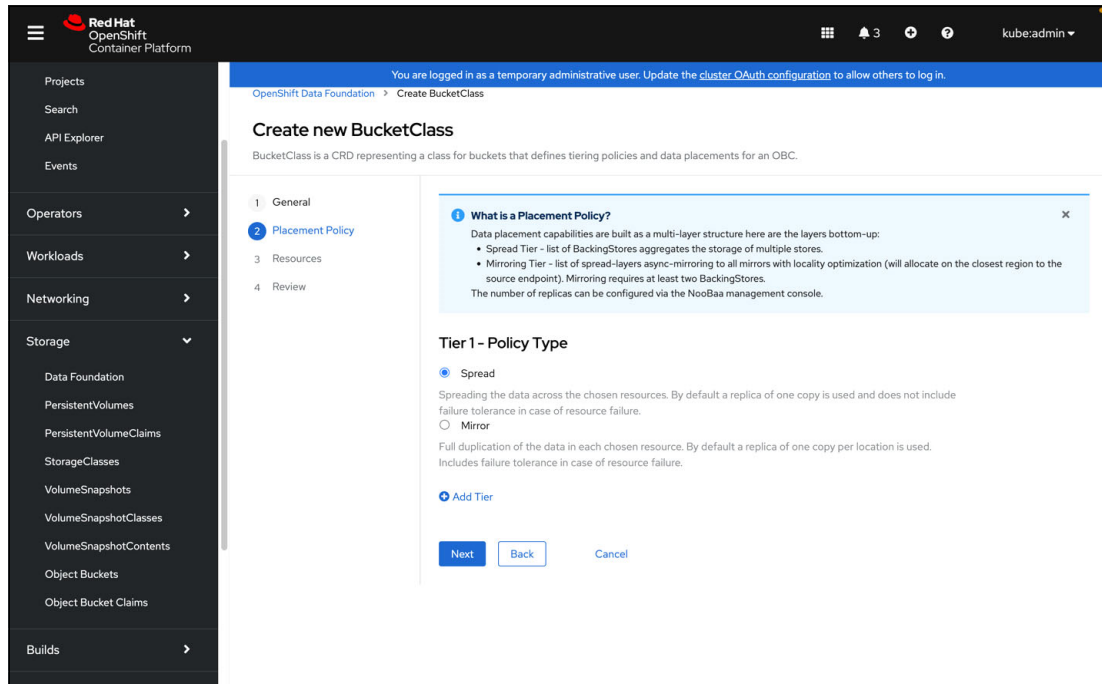 Red Hat
OpenShift
Container Platform
3
kube:admin
You are logged in as a temporary administrative user. Update the cluster OAuth configuration to allow others to log in.
Projects
Search
API Explorer
Events
Operators
Workloads
Networking
Storage
Data Foundation
PersistentVolumes
PersistentVolumeClaims
StorageClasses
VolumeSnapshots
VolumeSnapshotClasses
VolumeSnapshotContents
Object Buckets
Object Bucket Claims
Builds
OpenShift Data Foundation > Create BucketClass
Create new BucketClass
BucketClass is a CRD representing a class for buckets that defines tiering policies and data placements for an OBC.
1 General
2 Placement Policy
3 Resources
4 Review
What is a Placement Policy?
Data placement capabilities are built as a multi-layer structure here are the layers bottom-up:
• Spread Tier - list of BackingStores aggregates the storage of multiple stores.
• Mirroring Tier - list of spread-layers async-mirroring to all mirrors with locality optimization (will allocate on the closest region to the
source endpoint). Mirroring requires at least two BackingStores.
The number of replicas can be configured via the NooBaa management console.
Tier 1 - Policy Type
Spread
Spreading the data across the chosen resources. By default a replica of one copy is used and does not include
failure tolerance in case of resource failure.
Mirror
Full duplication of the data in each chosen resource. By default a replica of one copy per location is used.
Includes failure tolerance in case of resource failure.
Add Tier
Next
Back
Cancel